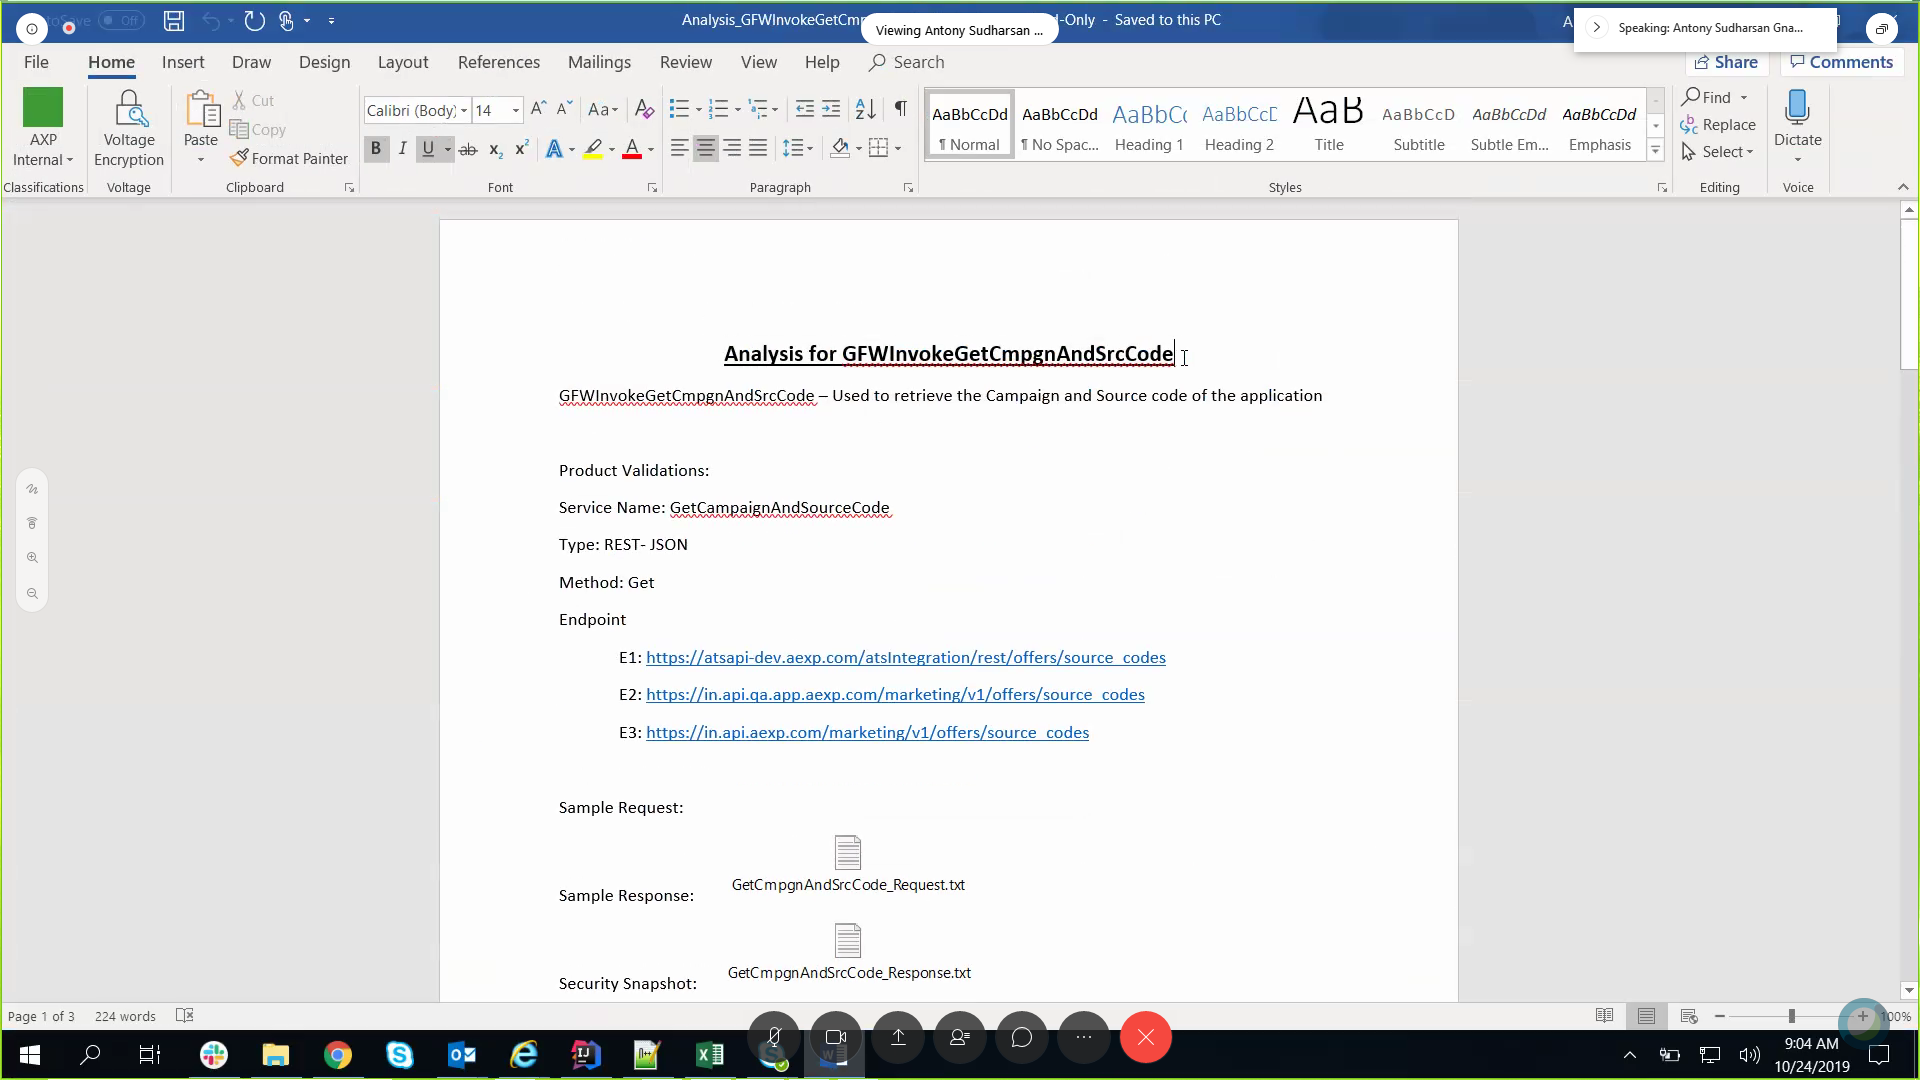 Off
Analysis_GFWInvokeGetCmp
d-Only - Saved to this PC
Viewing Antony Sudharsan ...
Speaking: Antony Sudharsan Gna...
File Home Insert Draw Design Layout References Mailings Review View Help Search
Share Comments
AXP Internal
Voltage Encryption
Paste
Cut
Copy
Format Painter
Calibri (Body) 14
AaBbCcDd AaBbCcDd AaBbCc AaBbCcE AaB AaBbCcD AaBbCcDd AaBbCcDd
¶ Normal ¶ No Spac... Heading 1 Heading 2 Title Subtitle Subtle Em... Emphasis
Find
Replace
Select
Dictate
Classifications Voltage Clipboard Font Paragraph Styles Editing Voice
Analysis for GFWInvokeGetCmpgnAndSrcCode
GFWInvokeGetCmpgnAndSrcCode – Used to retrieve the Campaign and Source code of the application
Product Validations:
Service Name: GetCampaignAndSourceCode
Type: REST- JSON
Method: Get
Endpoint
E1: https://atsapi-dev.aexp.com/atsIntegration/rest/offers/source_codes
E2: https://in.api.qa.app.aexp.com/marketing/v1/offers/source_codes
E3: https://in.api.aexp.com/marketing/v1/offers/source_codes
Sample Request:
GetCmpgnAndSrcCode_Request.txt
Sample Response:
GetCmpgnAndSrcCode_Response.txt
Security Snapshot:
Page 1 of 3 224 words
100%
9:04 AM
10/24/2019